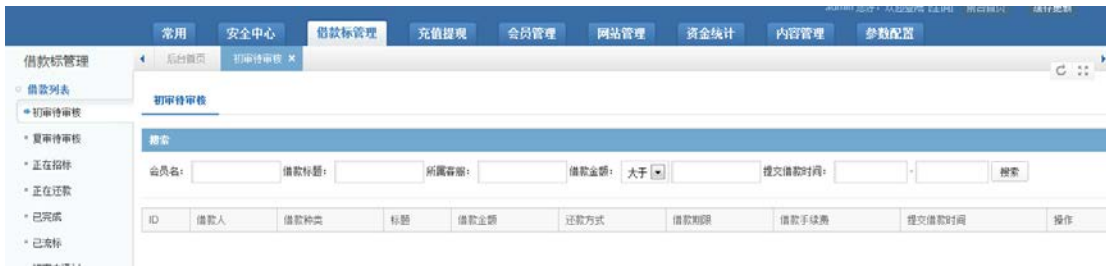 常用 安全中心 借款标管理 充值提现 会员管理 网站管理 资金统计 内容管理 参数配置
借款标管理
后台首页 初审待审核 ×
借款列表
初审待审核
复审待审核
正在招标
正在还款
已完成
已流标
初审待审核
搜索
会员名： 借款标题： 所属客服： 借款金额： 大于 提交借款时间： - 搜索
ID 借款人 借款种类 标题 借款金额 还款方式 借款期限 借款手续费 提交借款时间 操作